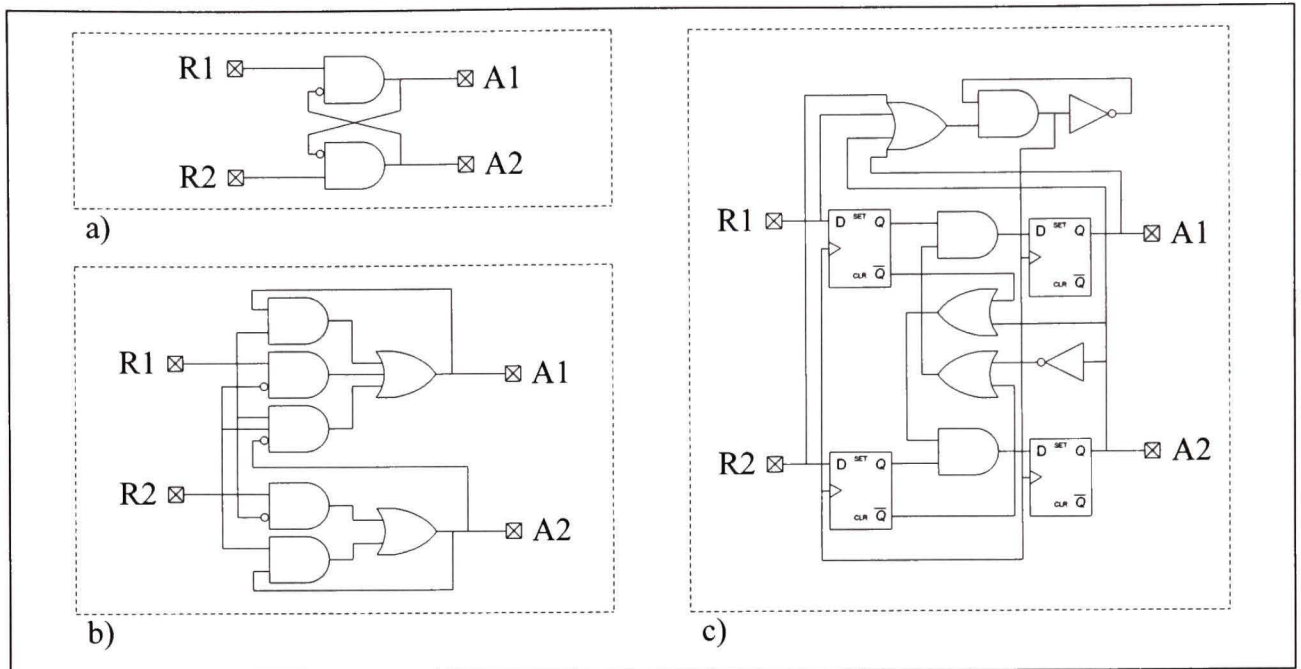 R1
A1
R2
A2
a)
R1
A1
R2
A2
b)
R1
D SET Q
CLR Q̅
D SET Q
CLR Q̅
A1
R2
D SET Q
CLR Q̅
D SET Q
CLR Q̅
A2
c)